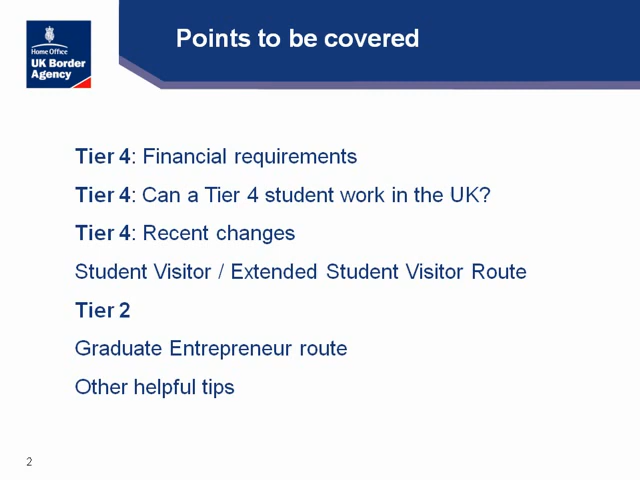 Points to be covered
Home Office
UK Border
Agency
Tier 4: Financial requirements
Tier 4: Can a Tier 4 student work in the UK?
Tier 4: Recent changes
Student Visitor / Extended Student Visitor Route
Tier 2
Graduate Entrepreneur route
Other helpful tips
2